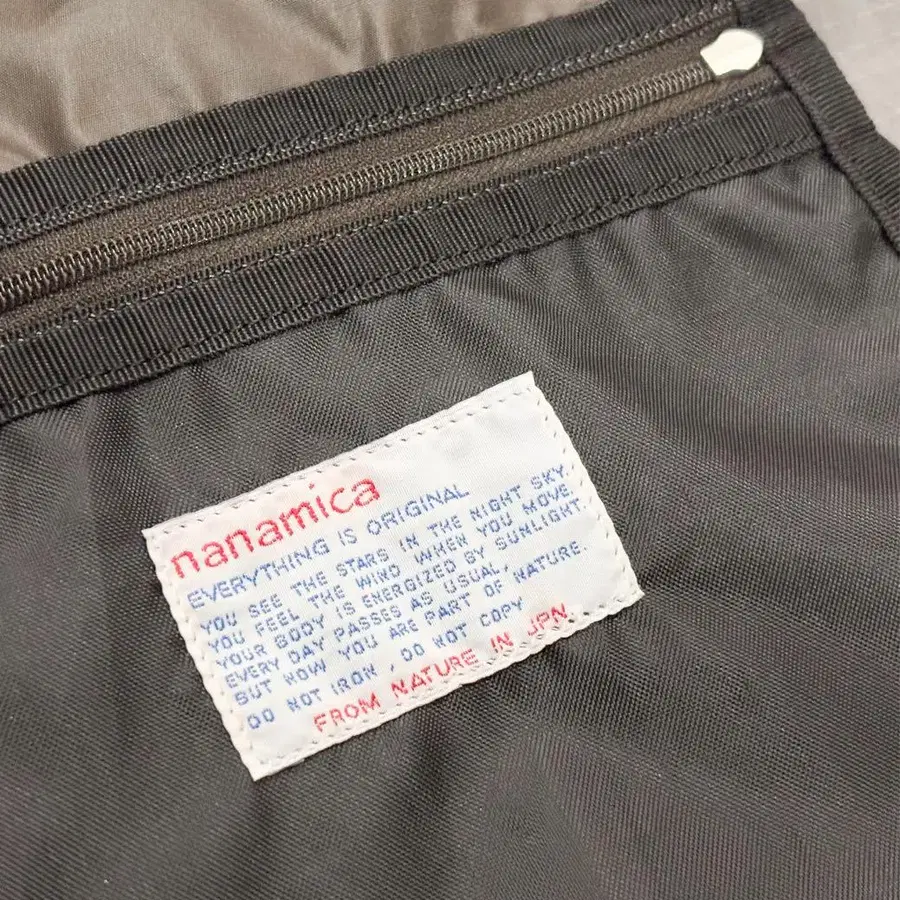 nanamica
EVERYTHING IS ORIGINAL
YOU SEE THE STARS IN THE NIGHT SKY.
YOU FEEL THE WIND WHEN YOU MOVE.
YOUR BODY IS ENERGIZED BY SUNLIGHT.
EVERY DAY PASSES AS USUAL,
BUT NOW YOU ARE PART OF NATURE.
DO NOT IRON , DO NOT COPY
FROM NATURE IN JPN.